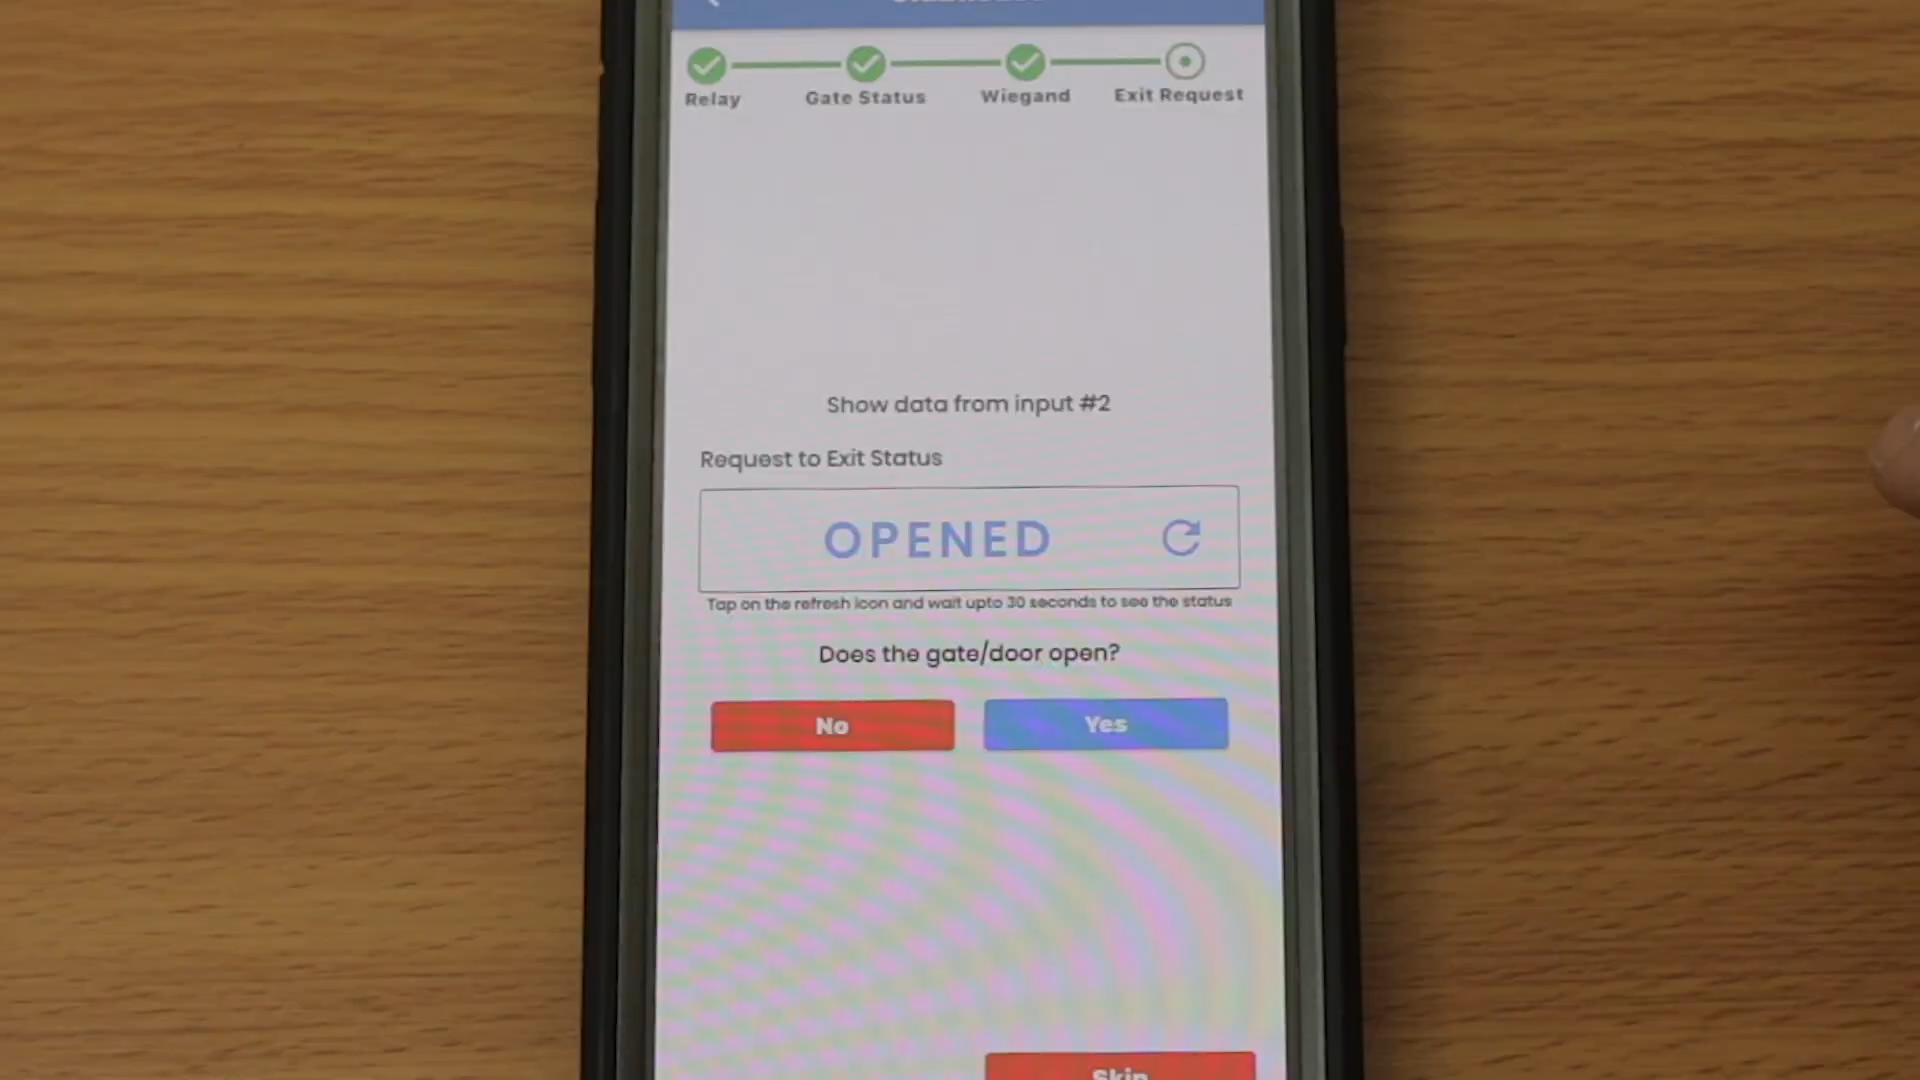 Relay
Gate Status
Wiegand
Exit Request
Show data from input #2
Request to Exit Status
OPENED
Tap on the refresh icon and wait upto 30 seconds to see the status
Does the gate/door open?
No
Yes
Skip